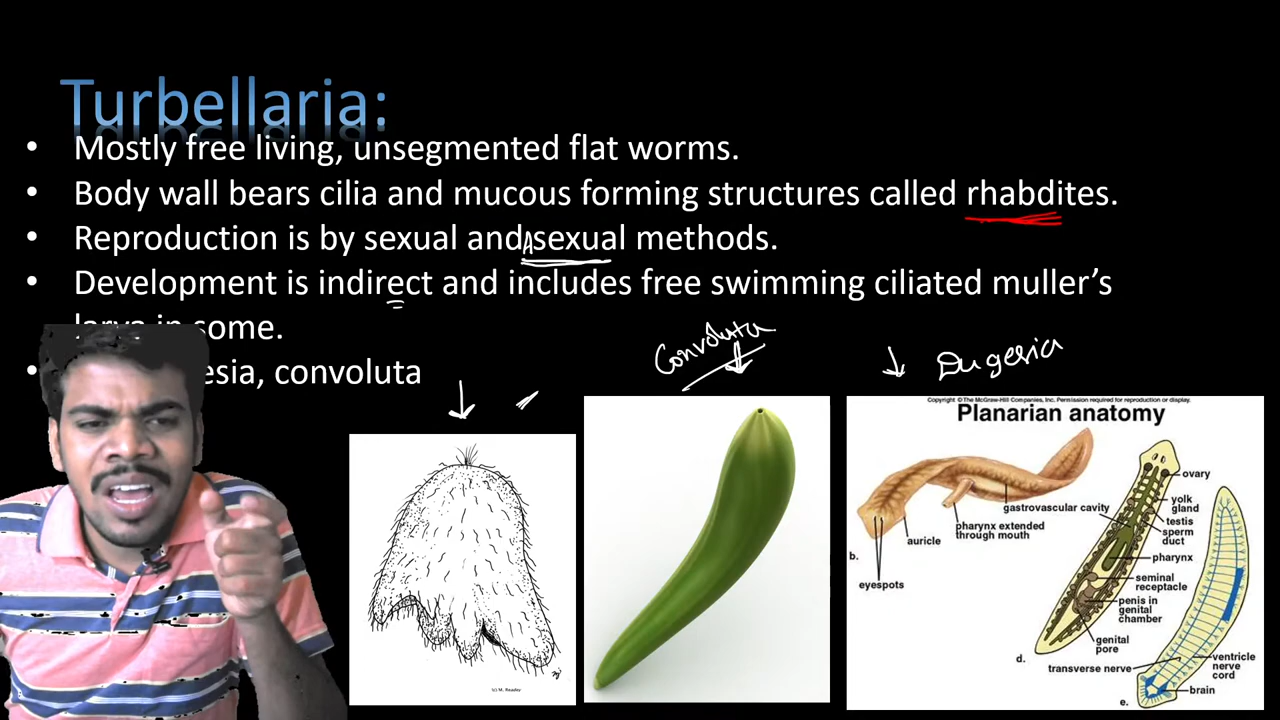 Turbellaria:
• Mostly free living, unsegmented flat worms.
• Body wall bears cilia and mucous forming structures called rhabdites.
• Reproduction is by sexual and Asexual methods.
• Development is indirect and includes free swimming ciliated muller’s
larva in some.
• esia, convoluta
Convoluta
Dugesia
(c) M. Readey
Copyright © The McGraw-Hill Companies, Inc. Permission required for reproduction or display.
Planarian anatomy
ovary
yolk
gland
testis
sperm
duct
gastrovascular cavity
pharynx extended
through mouth
auricle
b.
eyespots
pharynx
seminal
receptacle
penis in
genital
chamber
genital
pore
d.
transverse nerve
ventricle
nerve
cord
brain
e.